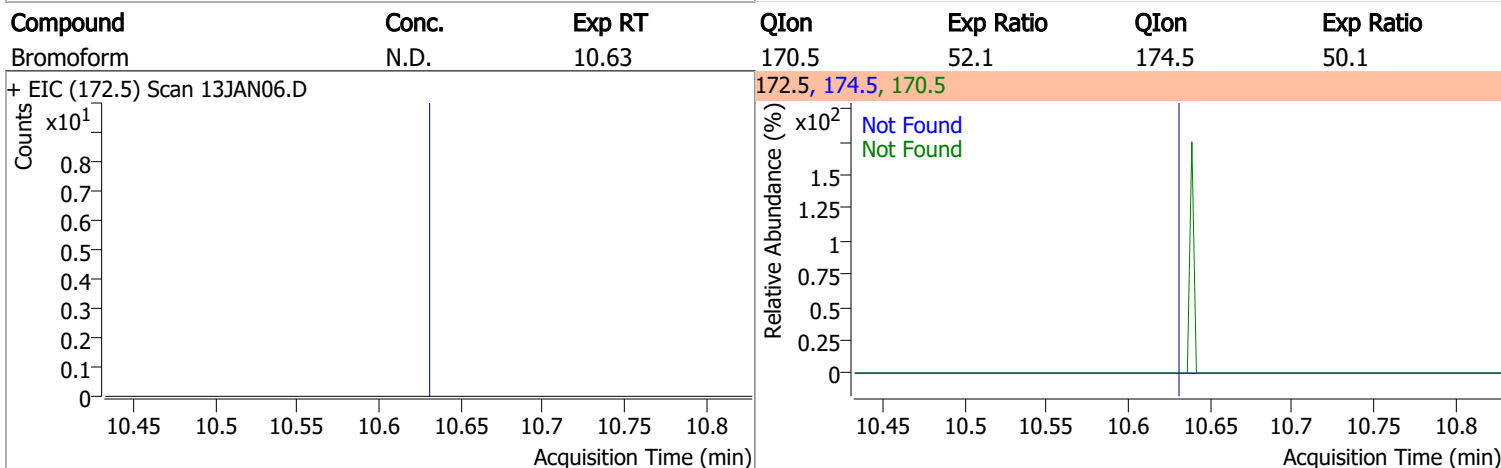 Compound Conc. Exp RT QIon Exp Ratio QIon Exp Ratio
Bromoform N.D. 10.63 170.5 52.1 174.5 50.1
+ EIC (172.5) Scan 13JAN06.D
Counts
x10^1
0.8
0.7
0.6
0.5
0.4
0.3
0.2
0.1
0
10.45 10.5 10.55 10.6 10.65 10.7 10.75 10.8
Acquisition Time (min)
172.5, 174.5, 170.5
Relative Abundance (%)
x10^2
Not Found
Not Found
1.5
1.25
1
0.75
0.5
0.25
0
10.45 10.5 10.55 10.6 10.65 10.7 10.75 10.8
Acquisition Time (min)